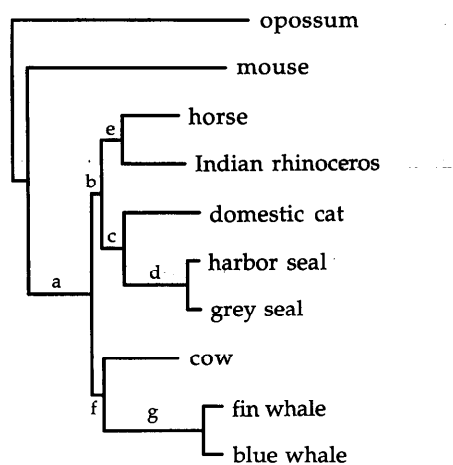 opossum
mouse
horse
e
Indian rhinoceros
b
domestic cat
c
harbor seal
d
a
grey seal
cow
f
g
fin whale
blue whale